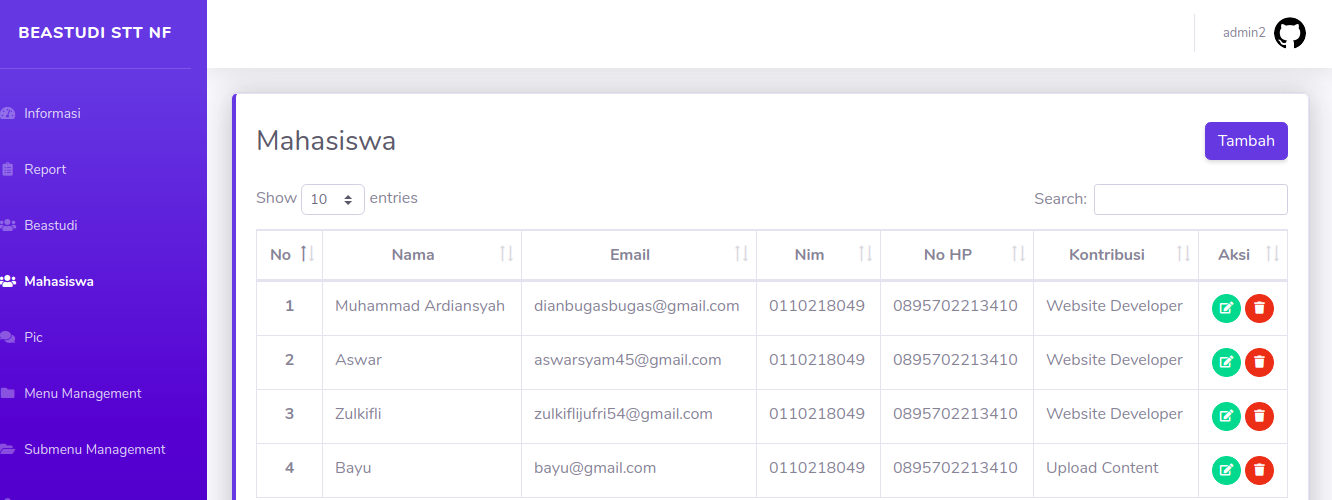 BEASTUDI STT NF
admin2
Informasi
Report
Beastudi
Mahasiswa
Pic
Menu Management
Submenu Management
Mahasiswa
Tambah
Show 10 entries
Search:
No Nama Email Nim No HP Kontribusi Aksi
1 Muhammad Ardiansyah dianbugasbugas@gmail.com 0110218049 0895702213410 Website Developer
2 Aswar aswarsyam45@gmail.com 0110218049 0895702213410 Website Developer
3 Zulkifli zulkiflijufri54@gmail.com 0110218049 0895702213410 Website Developer
4 Bayu bayu@gmail.com 0110218049 0895702213410 Upload Content